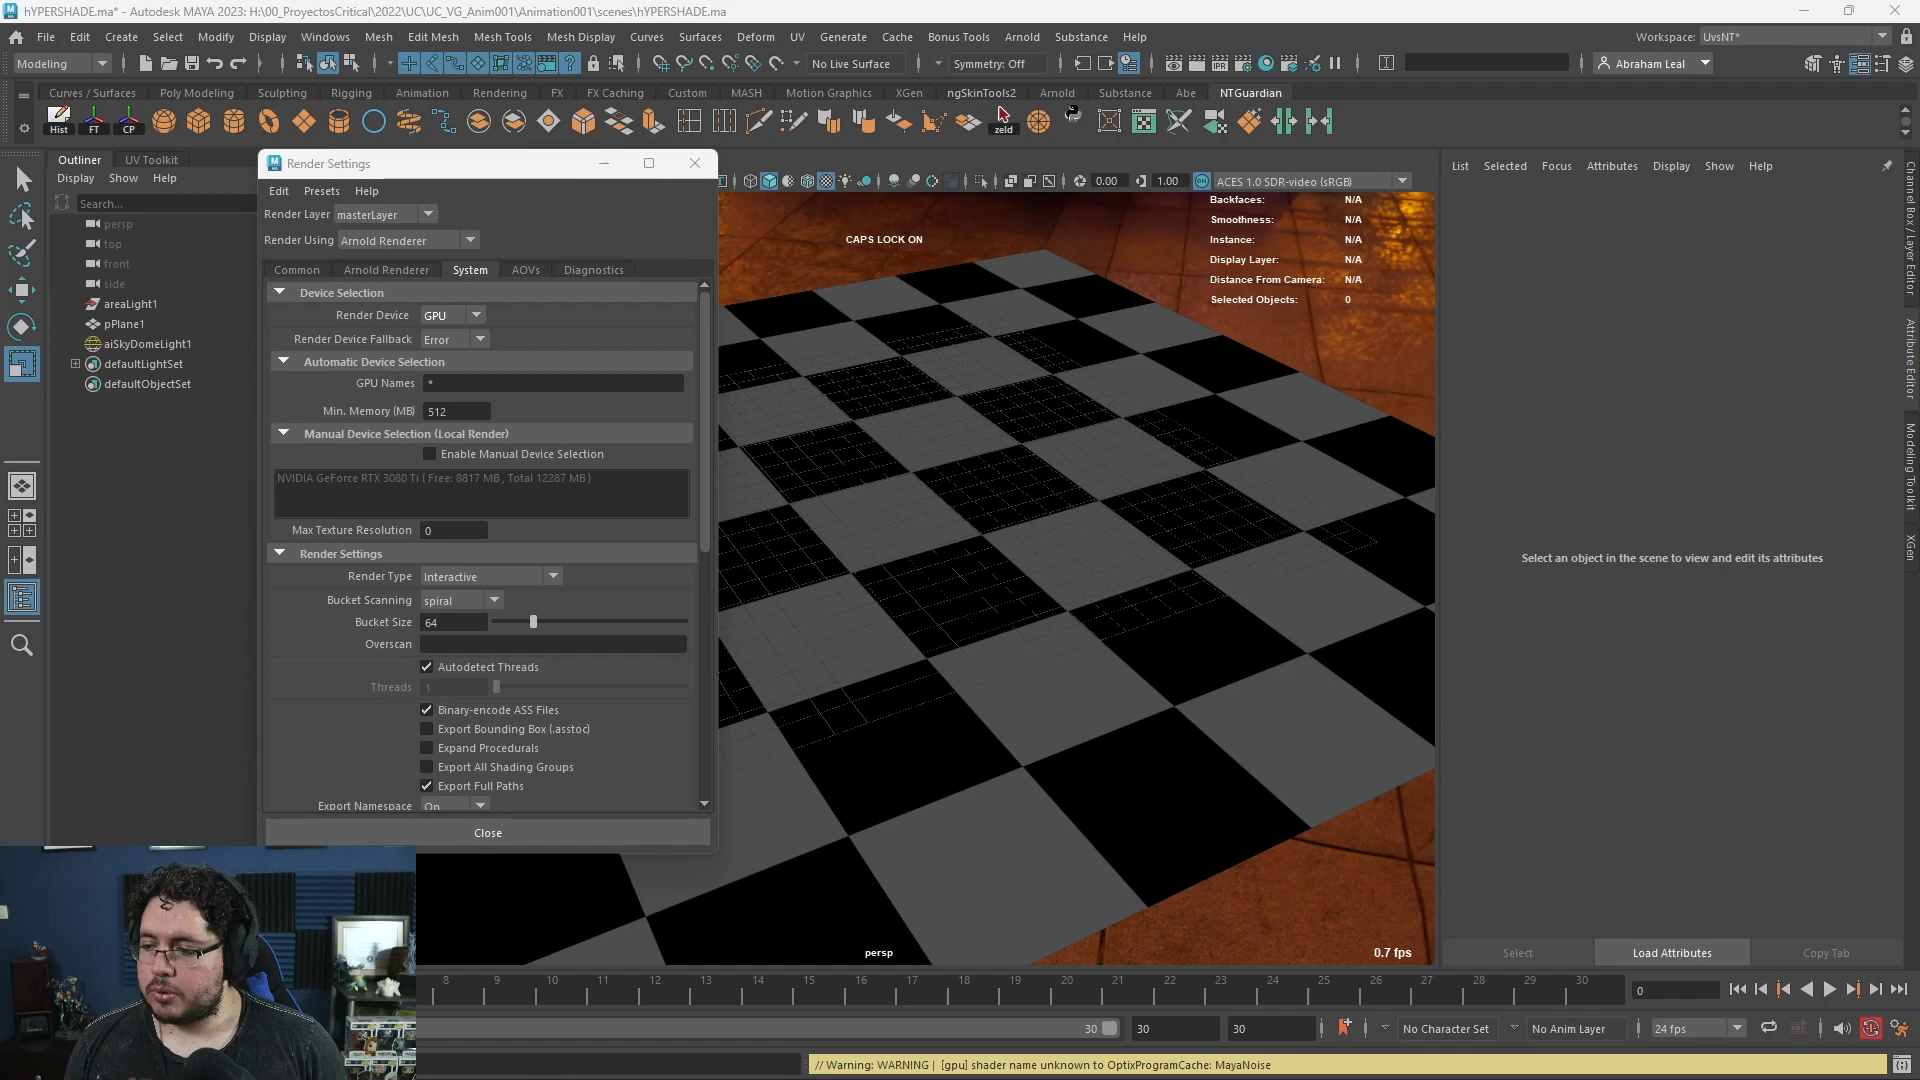 hYPERSHADE.ma* - Autodesk MAYA 2023: H:\00_ProyectosCritical\2022\UC\UC_VG_Anim001\Animation001\scenes\hYPERSHADE.ma
File Edit Create Select Modify Display Windows Mesh Edit Mesh Mesh Tools Mesh Display Curves Surfaces Deform UV Generate Cache Bonus Tools Arnold Substance Help Workspace: UvsNT*
Modeling No Live Surface Symmetry: Off IPR Abraham Leal
Curves / Surfaces Poly Modeling Sculpting Rigging Animation Rendering FX FX Caching Custom MASH Motion Graphics XGen ngSkinTools2 Arnold Substance Abe NTGuardian
Hist FT CP zeld
Outliner UV Toolkit
Display Show Help
Search...
persp
top
front
side
areaLight1
pPlane1
aiSkyDomeLight1
defaultLightSet
defaultObjectSet
Render Settings
Edit Presets Help
Render Layer masterLayer
Render Using Arnold Renderer
Common Arnold Renderer System AOVs Diagnostics
Device Selection
Render Device GPU
Render Device Fallback Error
Automatic Device Selection
GPU Names *
Min. Memory (MB) 512
Manual Device Selection (Local Render)
Enable Manual Device Selection
NVIDIA GeForce RTX 3080 Ti ( Free: 8817 MB , Total 12287 MB )
Max Texture Resolution 0
Render Settings
Render Type Interactive
Bucket Scanning spiral
Bucket Size 64
Overscan
Autodetect Threads
Threads 1
Binary-encode ASS Files
Export Bounding Box (.asstoc)
Expand Procedurals
Export All Shading Groups
Export Full Paths
Export Namespace On
Close
0.00 1.00 ACES 1.0 SDR-video (sRGB)
Backfaces: N/A
Smoothness: N/A
CAPS LOCK ON
Instance: N/A
Display Layer: N/A
Distance From Camera: N/A
Selected Objects: 0
persp
0.7 fps
List Selected Focus Attributes Display Show Help
Select an object in the scene to view and edit its attributes
Select Load Attributes Copy Tab
Channel Box / Layer Editor
Attribute Editor
Modeling Toolkit
XGen
8 9 10 11 12 13 14 15 16 17 18 19 20 21 22 23 24 25 26 27 28 29 30
0
30 30 30 No Character Set No Anim Layer 24 fps
// Warning: WARNING | [gpu] shader name unknown to OptixProgramCache: MayaNoise